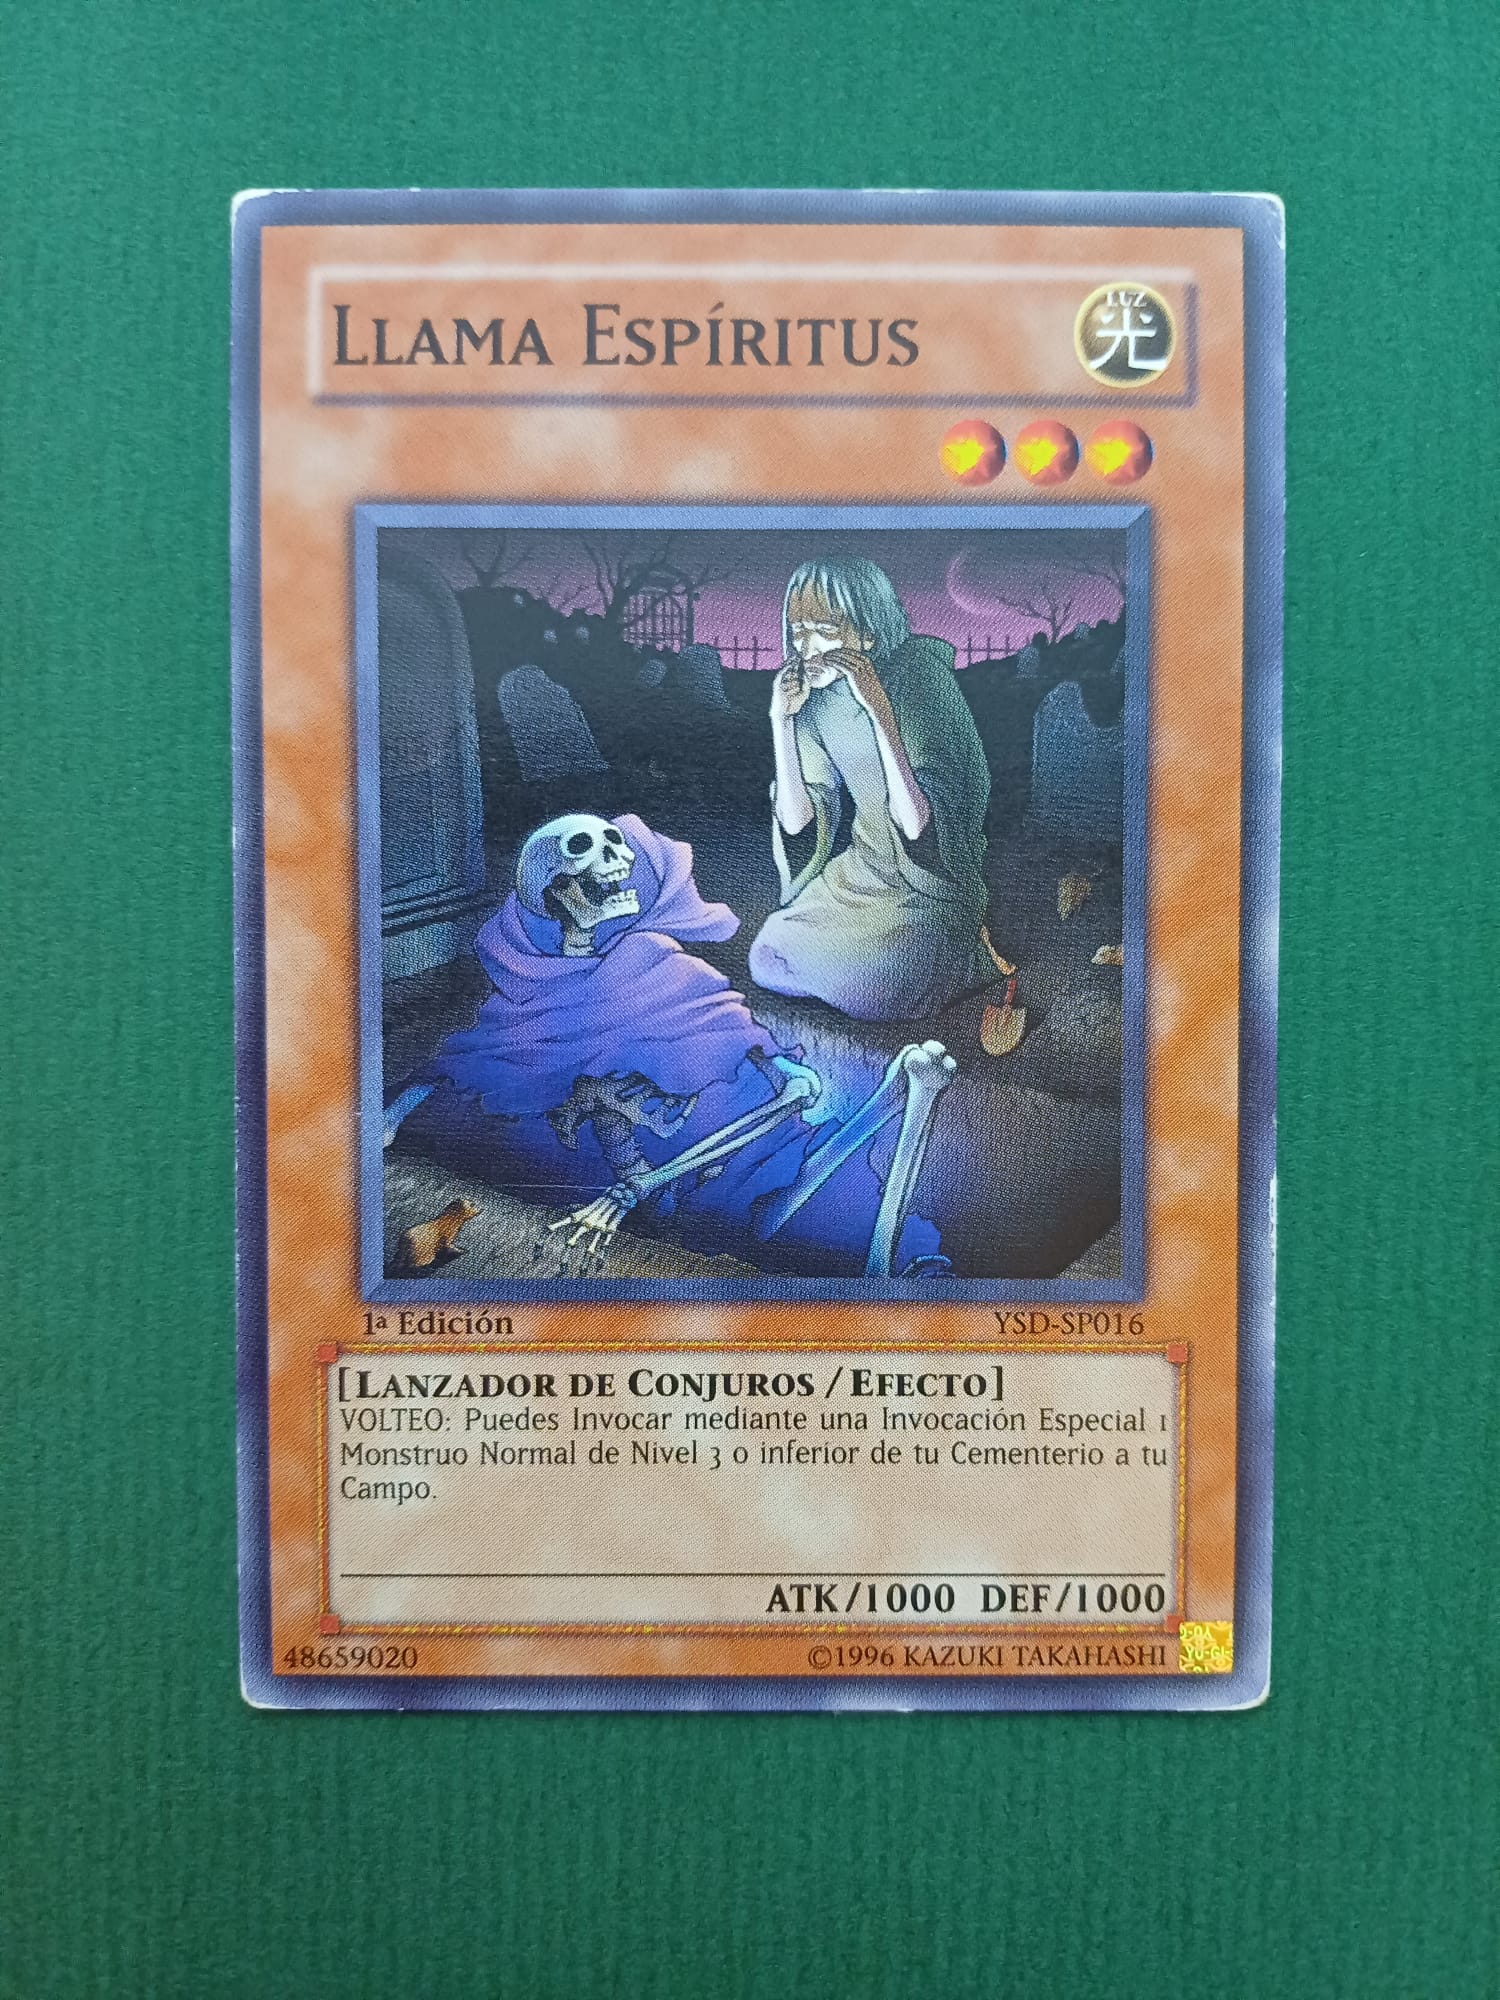 LLAMA ESPÍRITUS
LUZ
光
1ª Edición
YSD-SP016
[LANZADOR DE CONJUROS / EFECTO]
VOLTEO: Puedes Invocar mediante una Invocación Especial 1
Monstruo Normal de Nivel 3 o inferior de tu Cementerio a tu
Campo.
ATK/1000 DEF/1000
48659020
©1996 KAZUKI TAKAHASHI